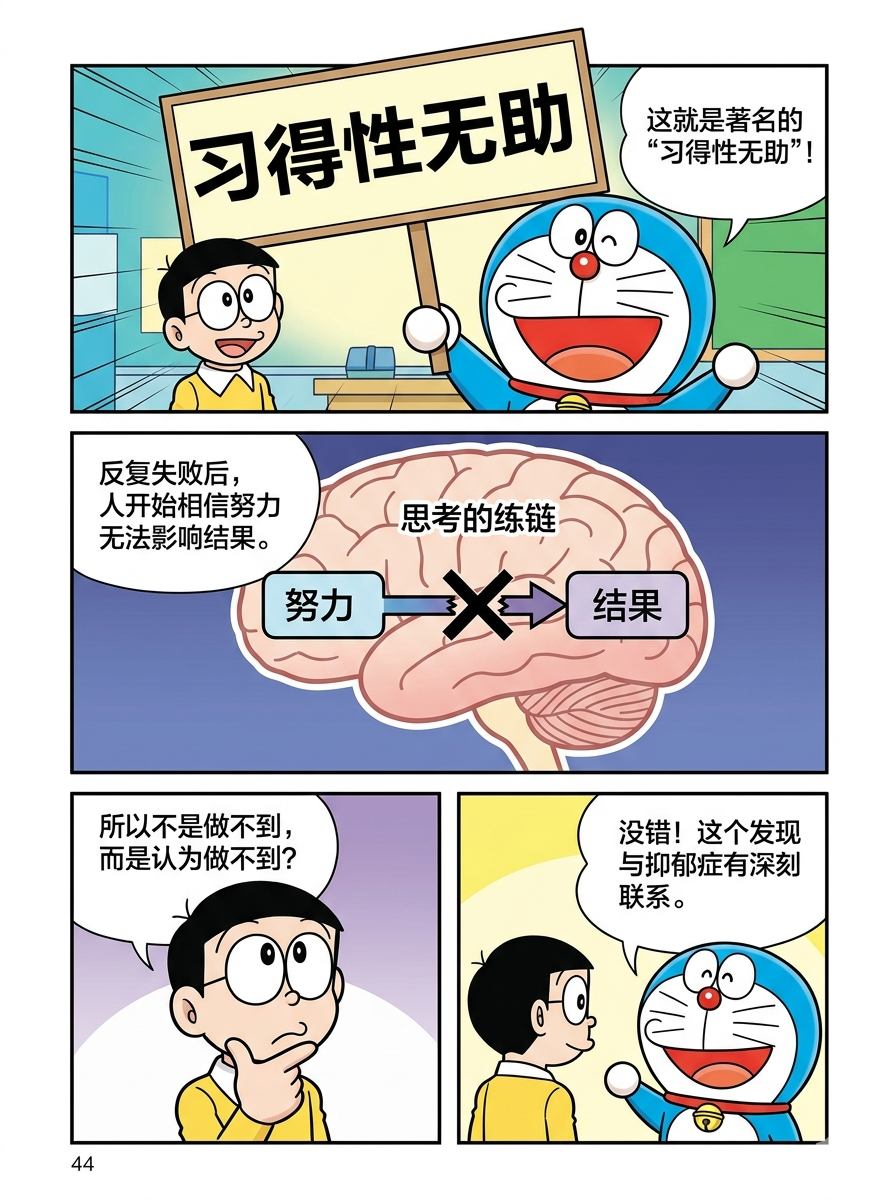 习得性无助
这就是著名的
“习得性无助”!
反复失败后，
人开始相信努力
无法影响结果。
思考的练链
努力
结果
所以不是做不到，
而是认为做不到?
没错！这个发现
与抑郁症有深刻
联系。
44